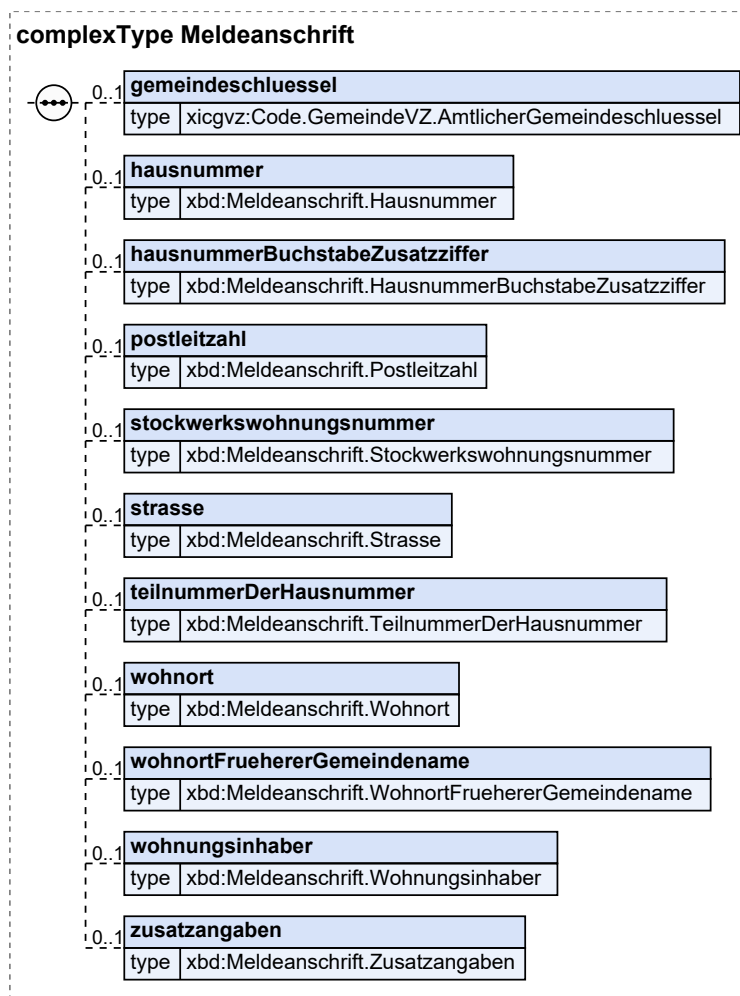 complexType Meldeanschrift
0..1 gemeindeschluessel
type xicgvz:Code.GemeindeVZ.AmtlicherGemeindeschluessel
0..1 hausnummer
type xbd:Meldeanschrift.Hausnummer
0..1 hausnummerBuchstabeZusatzziffer
type xbd:Meldeanschrift.HausnummerBuchstabeZusatzziffer
0..1 postleitzahl
type xbd:Meldeanschrift.Postleitzahl
0..1 stockwerkswohnungsnummer
type xbd:Meldeanschrift.Stockwerkswohnungsnummer
0..1 strasse
type xbd:Meldeanschrift.Strasse
0..1 teilnummerDerHausnummer
type xbd:Meldeanschrift.TeilnummerDerHausnummer
0..1 wohnort
type xbd:Meldeanschrift.Wohnort
0..1 wohnortFruehererGemeindename
type xbd:Meldeanschrift.WohnortFruehererGemeindename
0..1 wohnungsinhaber
type xbd:Meldeanschrift.Wohnungsinhaber
0..1 zusatzangaben
type xbd:Meldeanschrift.Zusatzangaben